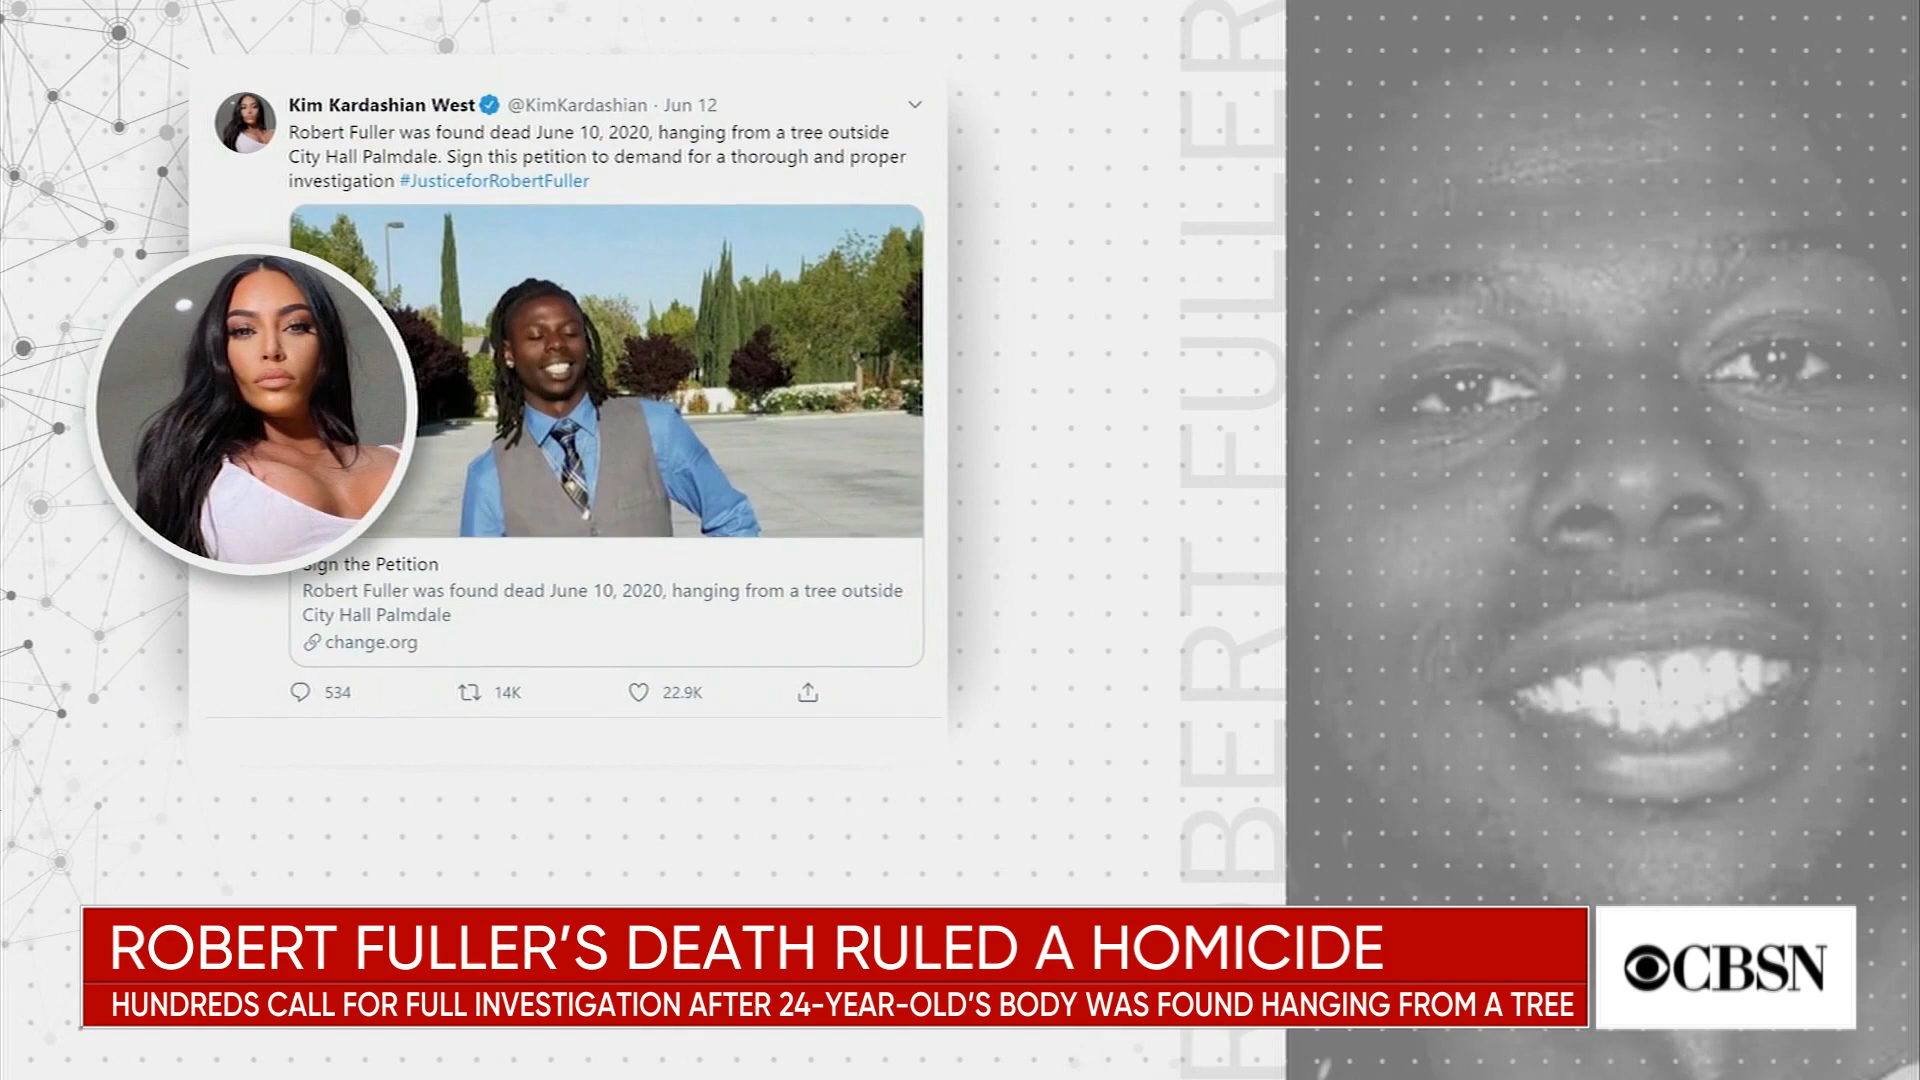 Kim Kardashian West @KimKardashian · Jun 12
Robert Fuller was found dead June 10, 2020, hanging from a tree outside
City Hall Palmdale. Sign this petition to demand for a thorough and proper
investigation #JusticeforRobertFuller
Sign the Petition
Robert Fuller was found dead June 10, 2020, hanging from a tree outside
City Hall Palmdale
change.org
534 14K 22.9K
BERT FULLER
ROBERT FULLER’S DEATH RULED A HOMICIDE
HUNDREDS CALL FOR FULL INVESTIGATION AFTER 24-YEAR-OLD’S BODY WAS FOUND HANGING FROM A TREE
CBSN